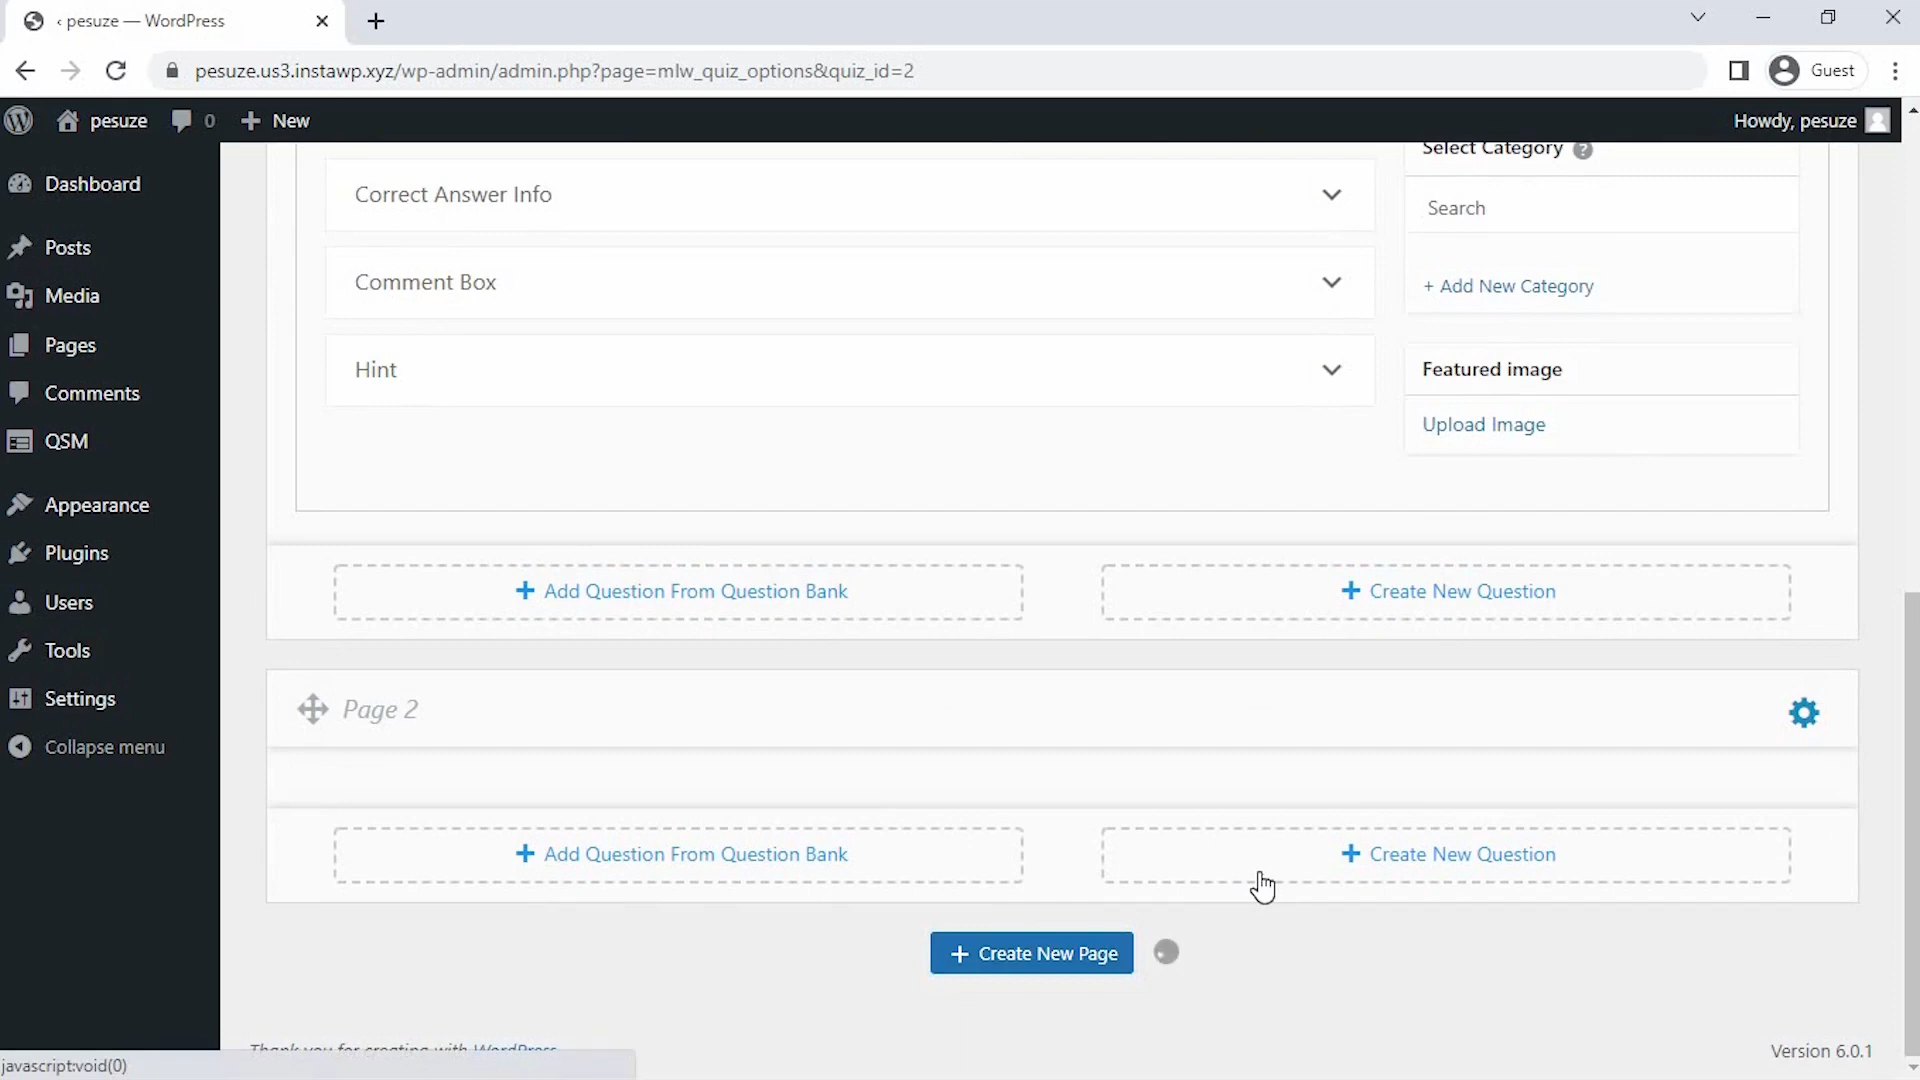 ‹ pesuze — WordPress
pesuze.us3.instawp.xyz/wp-admin/admin.php?page=mlw_quiz_options&quiz_id=2
Guest
pesuze
0
New
Howdy, pesuze
Dashboard
Posts
Media
Pages
Comments
QSM
Appearance
Plugins
Users
Tools
Settings
Collapse menu
Correct Answer Info
Comment Box
Hint
Select Category ?
Search
+ Add New Category
Featured image
Upload Image
+ Add Question From Question Bank
+ Create New Question
Page 2
+ Add Question From Question Bank
+ Create New Question
+ Create New Page
Thank you for creating with WordPress
Version 6.0.1
javascript:void(0)